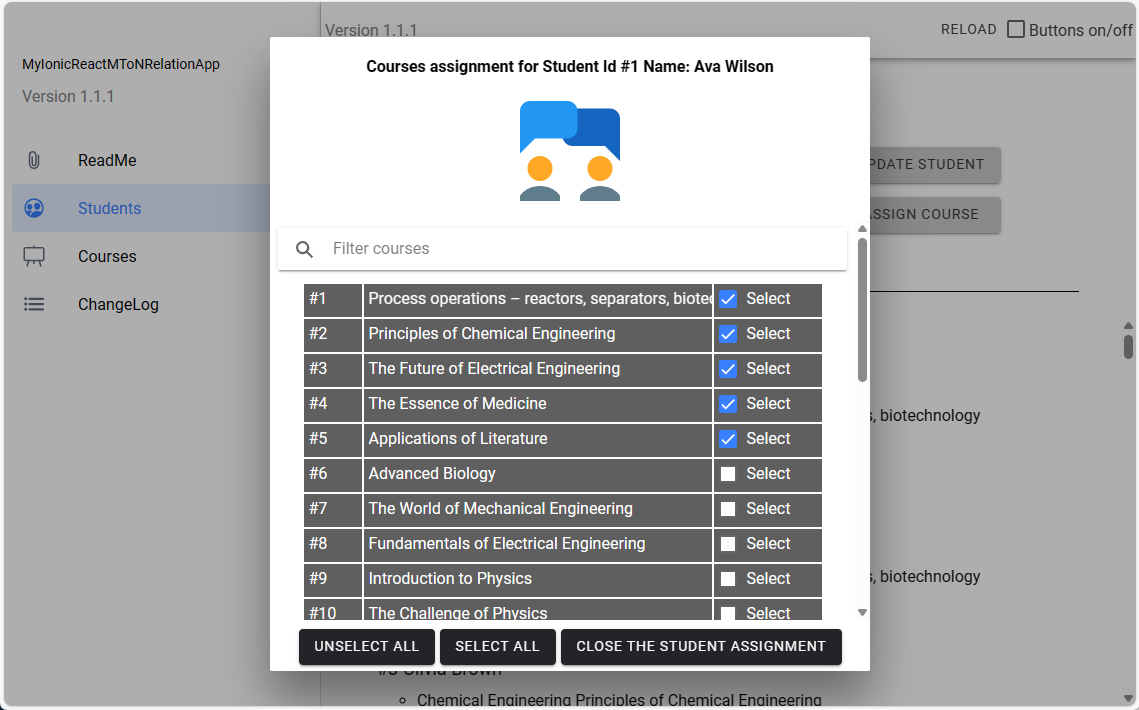 Version 1.1.1
RELOAD
Buttons on/off
MyIonicReactMToNRelationApp
Version 1.1.1
ReadMe
Students
Courses
ChangeLog
Courses assignment for Student Id #1 Name: Ava Wilson
PDATE STUDENT
ASSIGN COURSE
Filter courses
#1 Process operations – reactors, separators, biotec Select
#2 Principles of Chemical Engineering Select
#3 The Future of Electrical Engineering Select
#4 The Essence of Medicine Select
#5 Applications of Literature Select
#6 Advanced Biology Select
#7 The World of Mechanical Engineering Select
#8 Fundamentals of Electrical Engineering Select
#9 Introduction to Physics Select
#10 The Challenge of Physics Select
s, biotechnology
s, biotechnology
UNSELECT ALL
SELECT ALL
CLOSE THE STUDENT ASSIGNMENT
Olivia Brown
Chemical Engineering Principles of Chemical Engineering